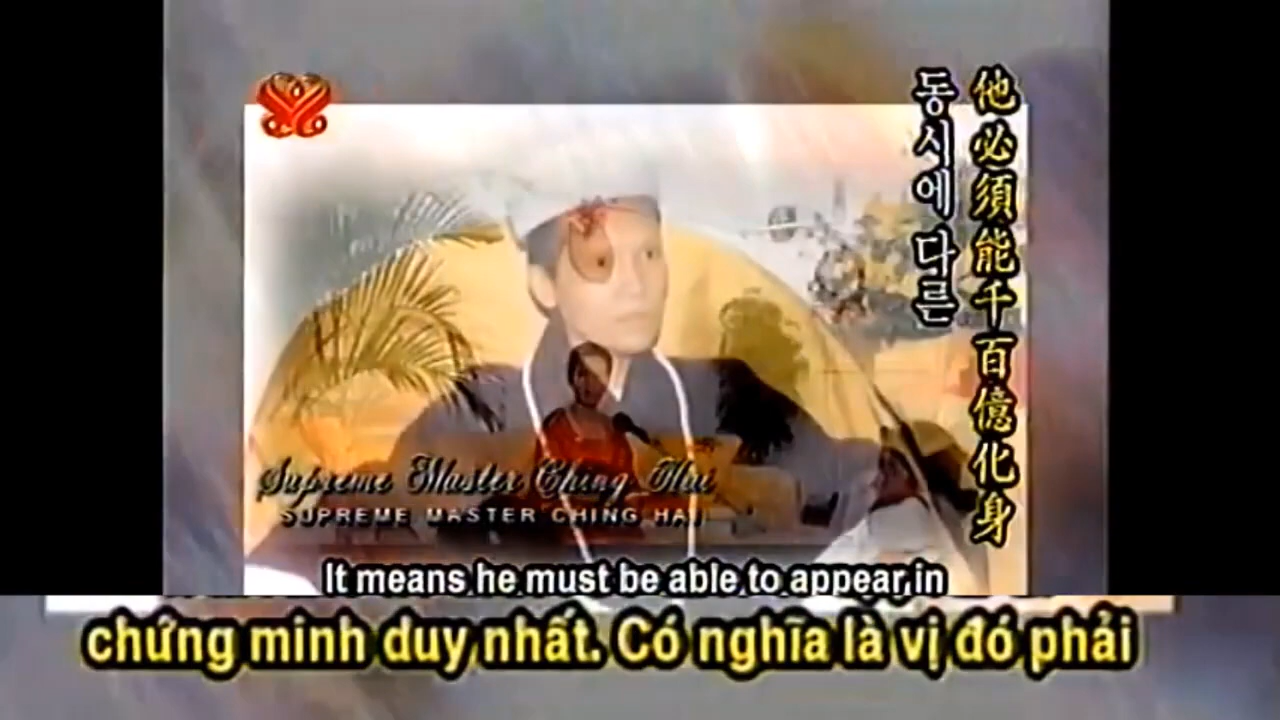 他必須能千百億化身
동시에 다른
Supreme Master Ching Hai
SUPREME MASTER CHING HAI
It means he must be able to appear in
chứng minh duy nhất. Có nghĩa là vị đó phải